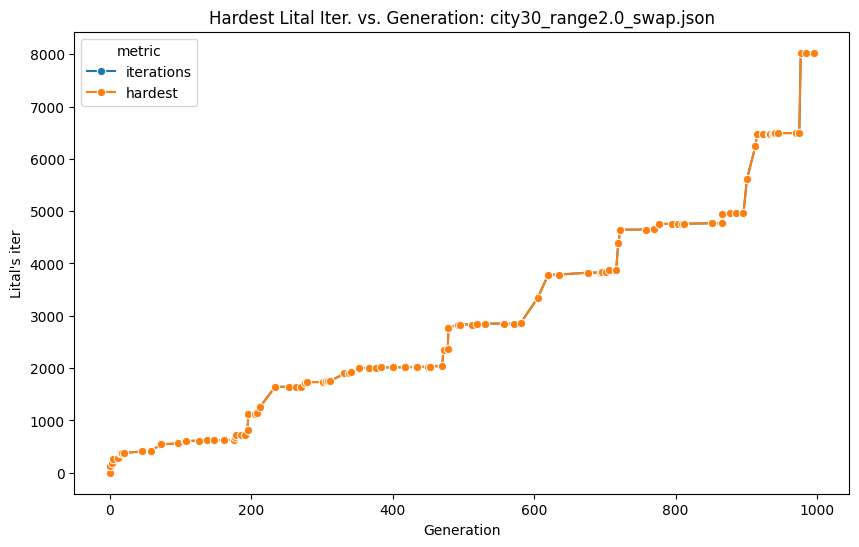 Hardest Lital Iter. vs. Generation: city30_range2.0_swap.json
metric
iterations
hardest
8000
7000
6000
5000
4000
3000
2000
1000
0
Lital's iter
0 200 400 600 800 1000
Generation